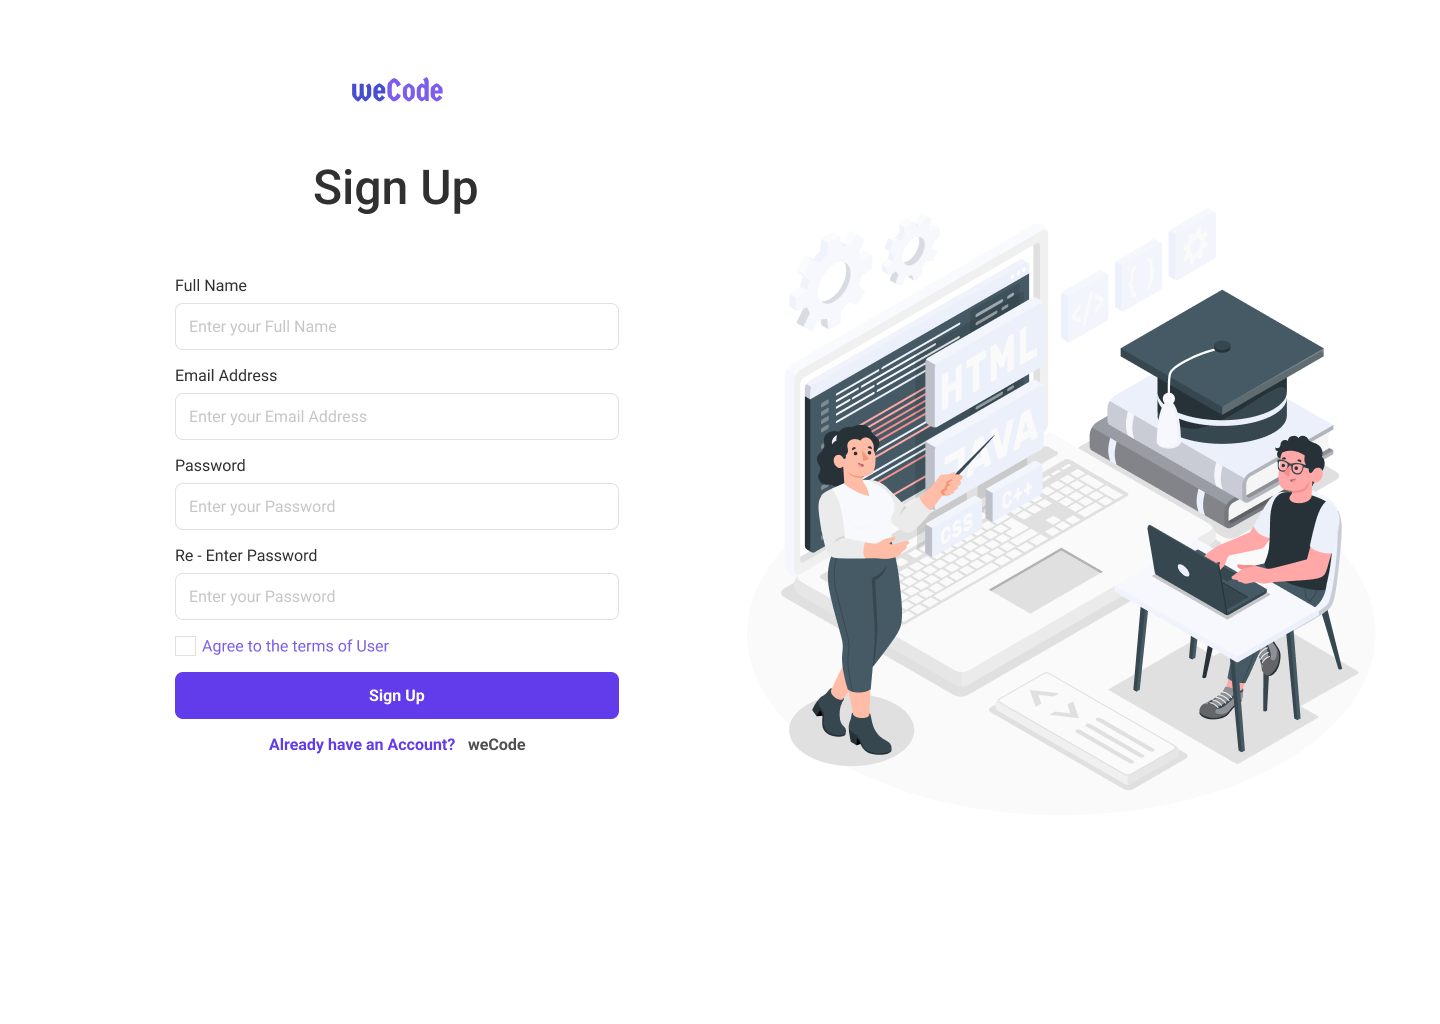 weCode
Sign Up
Full Name
Enter your Full Name
Email Address
Enter your Email Address
Password
Enter your Password
Re - Enter Password
Enter your Password
Agree to the terms of User
Sign Up
Already have an Account? weCode
</>
{ }
HTML
JAVA
C++
CSS
< >